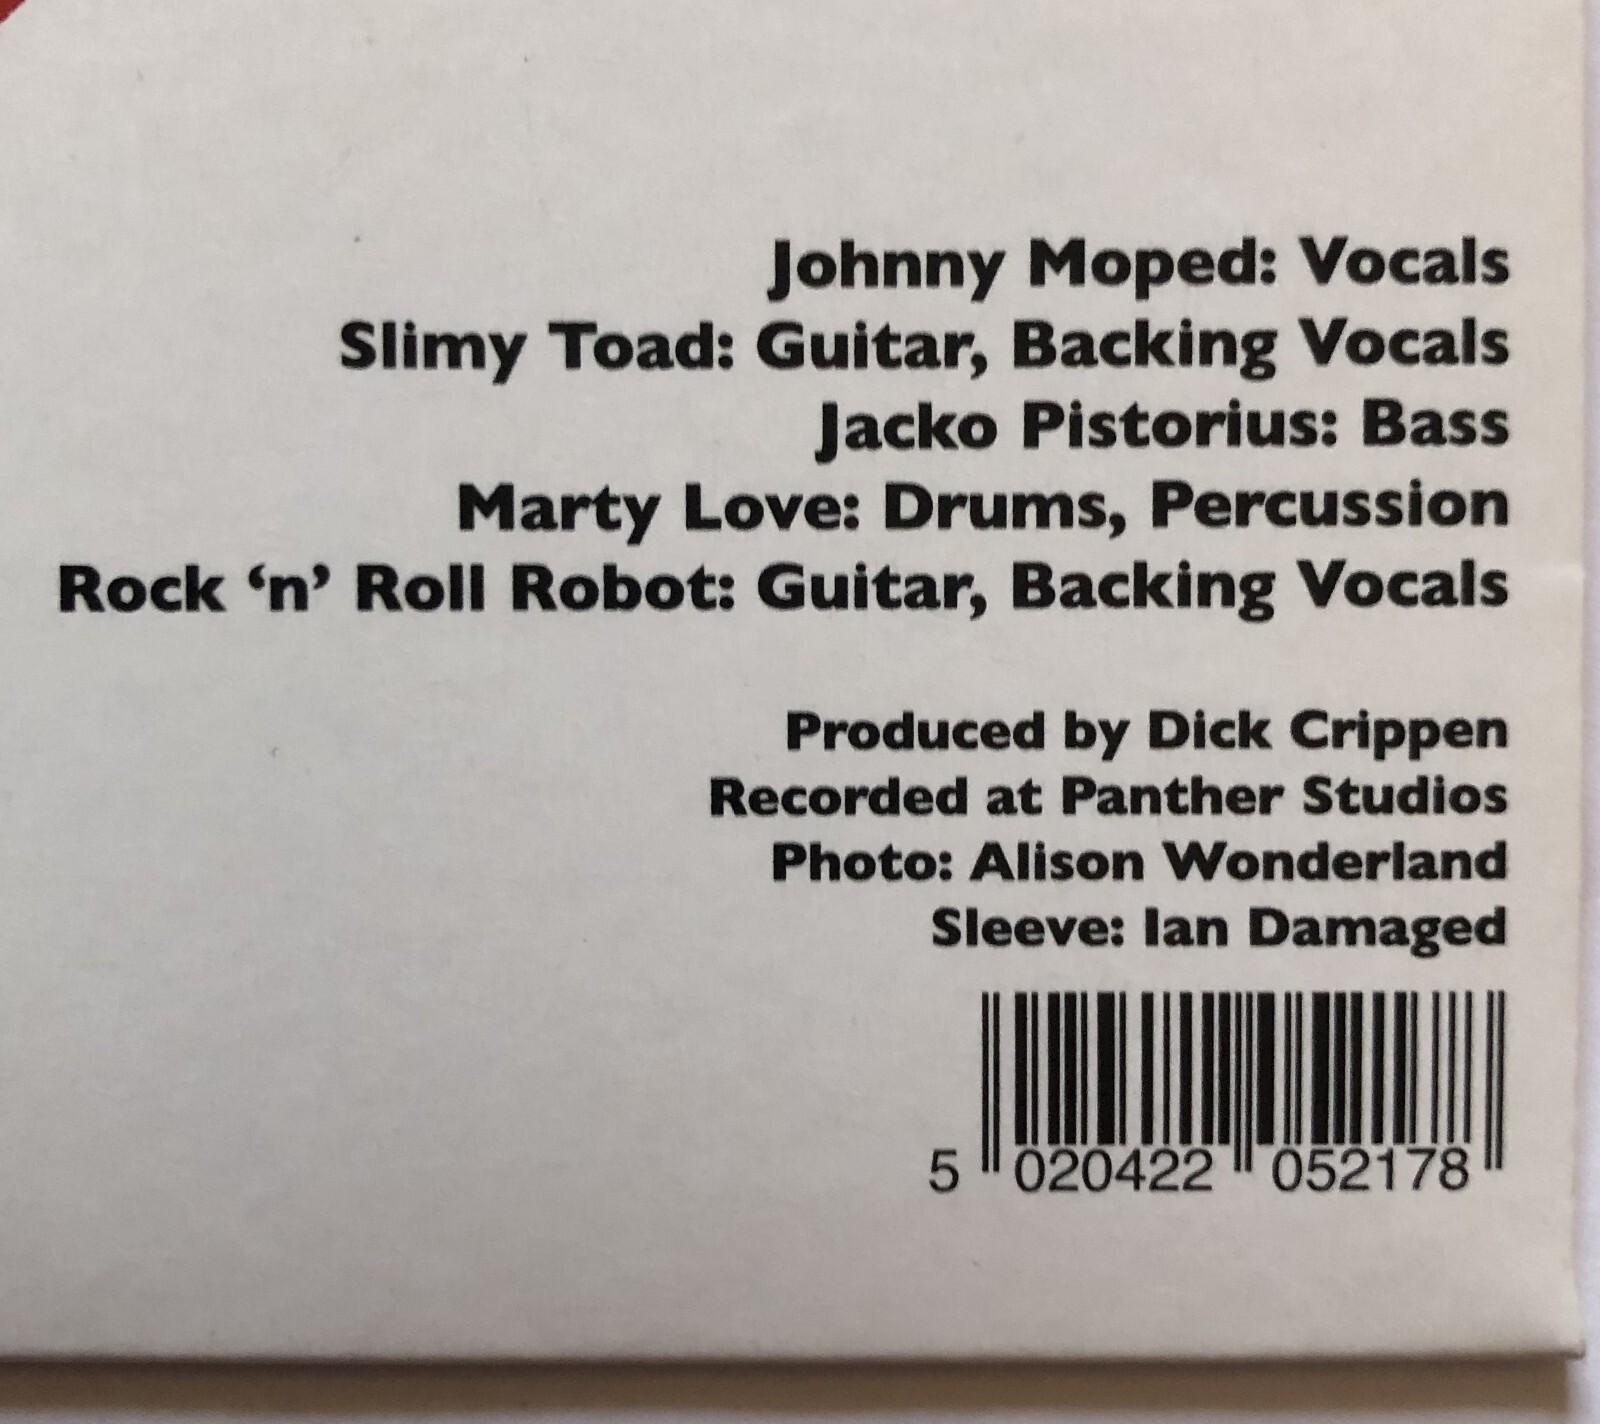 Johnny Moped: Vocals
Slimy Toad: Guitar, Backing Vocals
Jacko Pistorius: Bass
Marty Love: Drums, Percussion
Rock ‘n’ Roll Robot: Guitar, Backing Vocals
Produced by Dick Crippen
Recorded at Panther Studios
Photo: Alison Wonderland
Sleeve: Ian Damaged
5 020422 052178